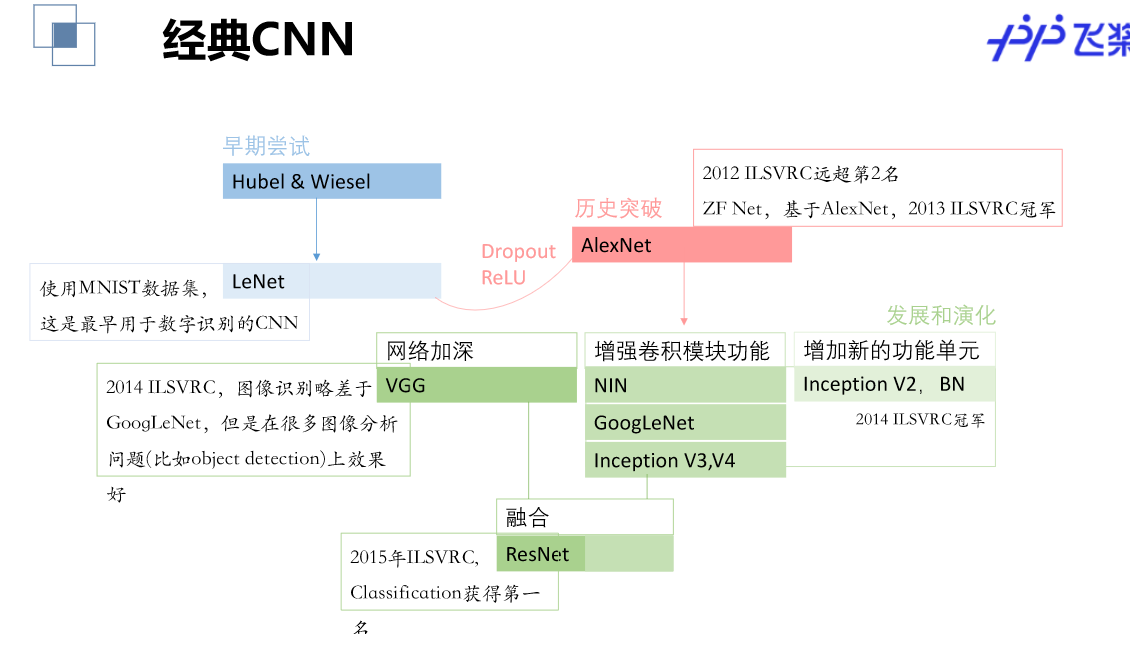 经典CNN
飞桨
早期尝试
Hubel & Wiesel
2012 ILSVRC远超第2名
ZF Net，基于AlexNet，2013 ILSVRC冠军
历史突破
AlexNet
Dropout
ReLU
LeNet
使用MNIST数据集，
这是最早用于数字识别的CNN
发展和演化
网络加深
VGG
增强卷积模块功能
NIN
GoogLeNet
Inception V3,V4
增加新的功能单元
Inception V2， BN
2014 ILSVRC冠军
2014 ILSVRC，图像识别略差于
GoogLeNet，但是在很多图像分析
问题(比如object detection)上效果
好
融合
ResNet
2015年ILSVRC,
Classification获得第一
名